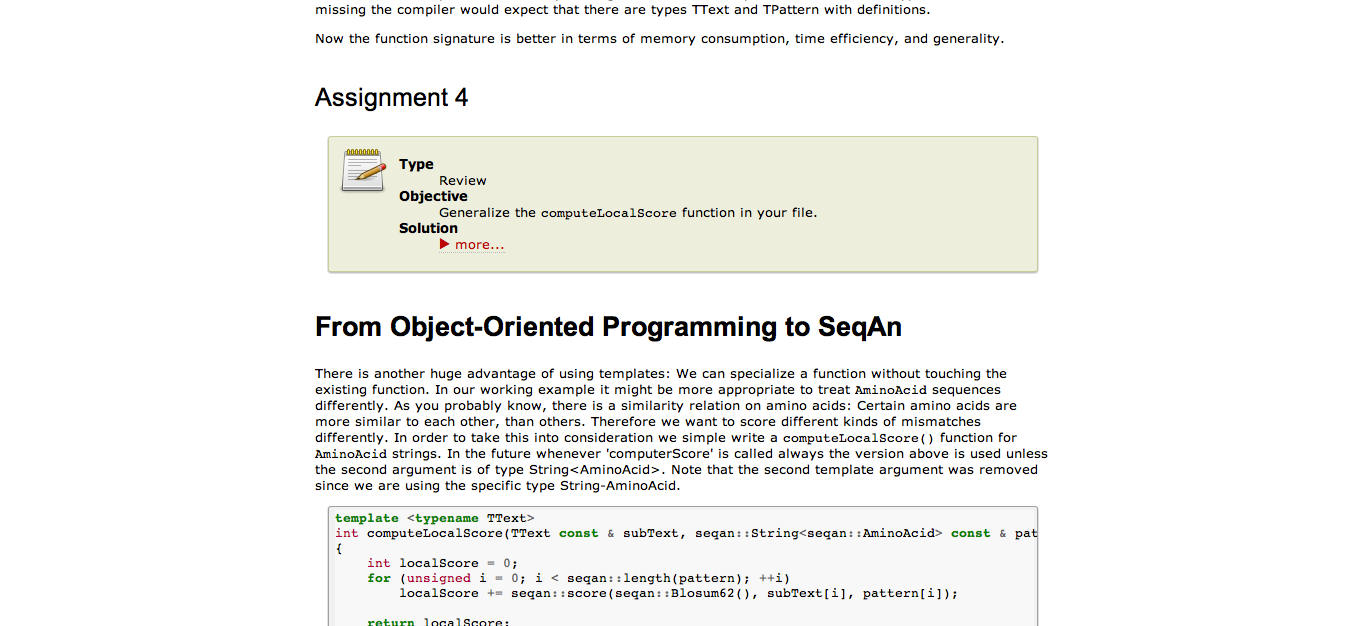 missing the compiler would expect that there are types TText and TPattern with definitions.
Now the function signature is better in terms of memory consumption, time efficiency, and generality.
Assignment 4
Type
Review
Objective
Generalize the computeLocalScore function in your file.
Solution
more...
From Object-Oriented Programming to SeqAn
There is another huge advantage of using templates: We can specialize a function without touching the
existing function. In our working example it might be more appropriate to treat AminoAcid sequences
differently. As you probably know, there is a similarity relation on amino acids: Certain amino acids are
more similar to each other, than others. Therefore we want to score different kinds of mismatches
differently. In order to take this into consideration we simple write a computeLocalScore() function for
AminoAcid strings. In the future whenever 'computerScore' is called always the version above is used unless
the second argument is of type String<AminoAcid>. Note that the second template argument was removed
since we are using the specific type String-AminoAcid.
template <typename TText>
int computeLocalScore(TText const & subText, seqan::String<seqan::AminoAcid> const & pat
{
    int localScore = 0;
    for (unsigned i = 0; i < seqan::length(pattern); ++i)
        localScore += seqan::score(seqan::Blosum62(), subText[i], pattern[i]);
    return localScore;